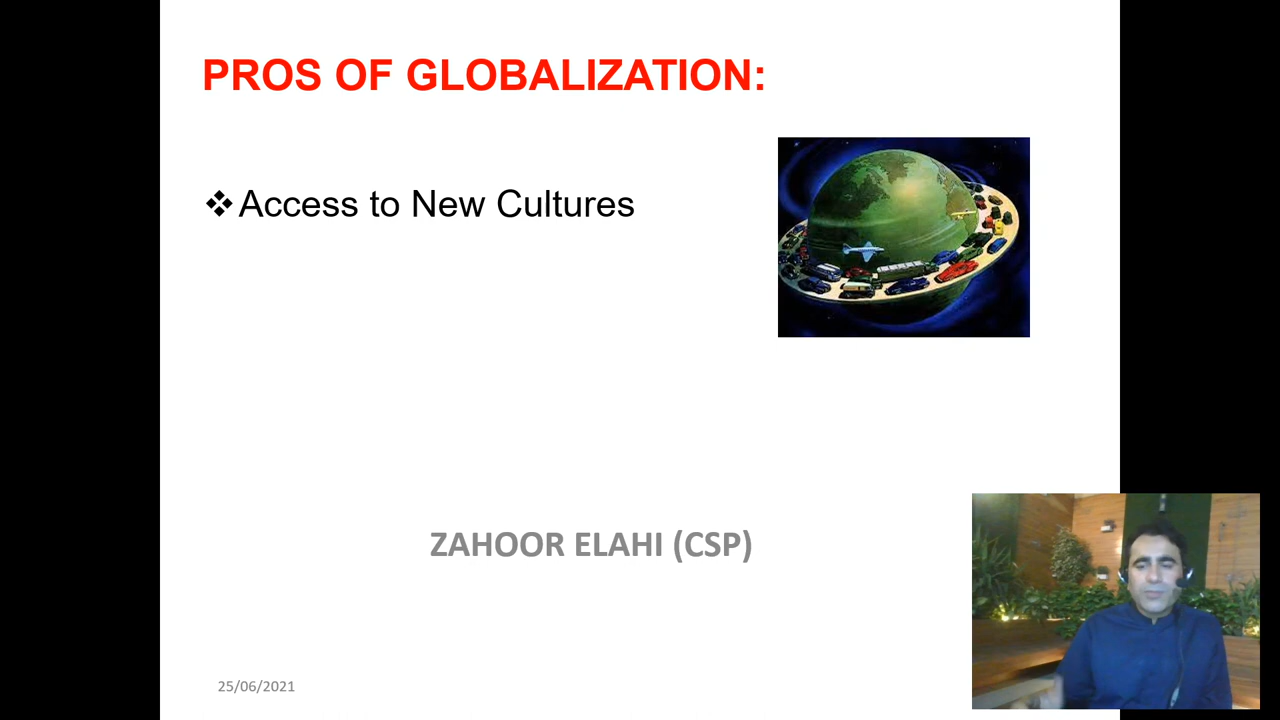 PROS OF GLOBALIZATION:
❖ Access to New Cultures
ZAHOOR ELAHI (CSP)
25/06/2021